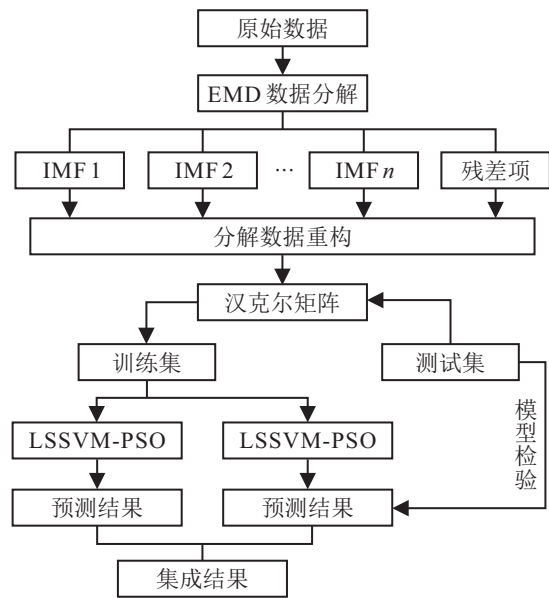 原始数据
EMD 数据分解
IMF 1 IMF 2 ··· IMF n 残差项
分解数据重构
汉克尔矩阵
训练集 测试集
模型检验
LSSVM-PSO LSSVM-PSO
预测结果 预测结果
集成结果